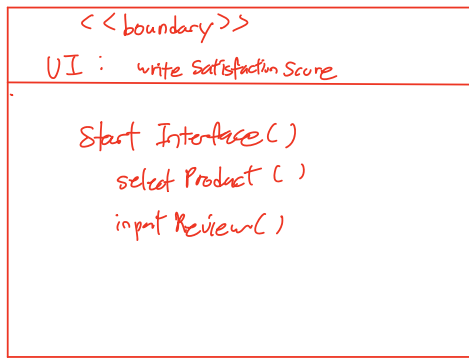 <<boundary>>
UI : write Satisfaction Score
Start Interface()
select Product ()
input Review()